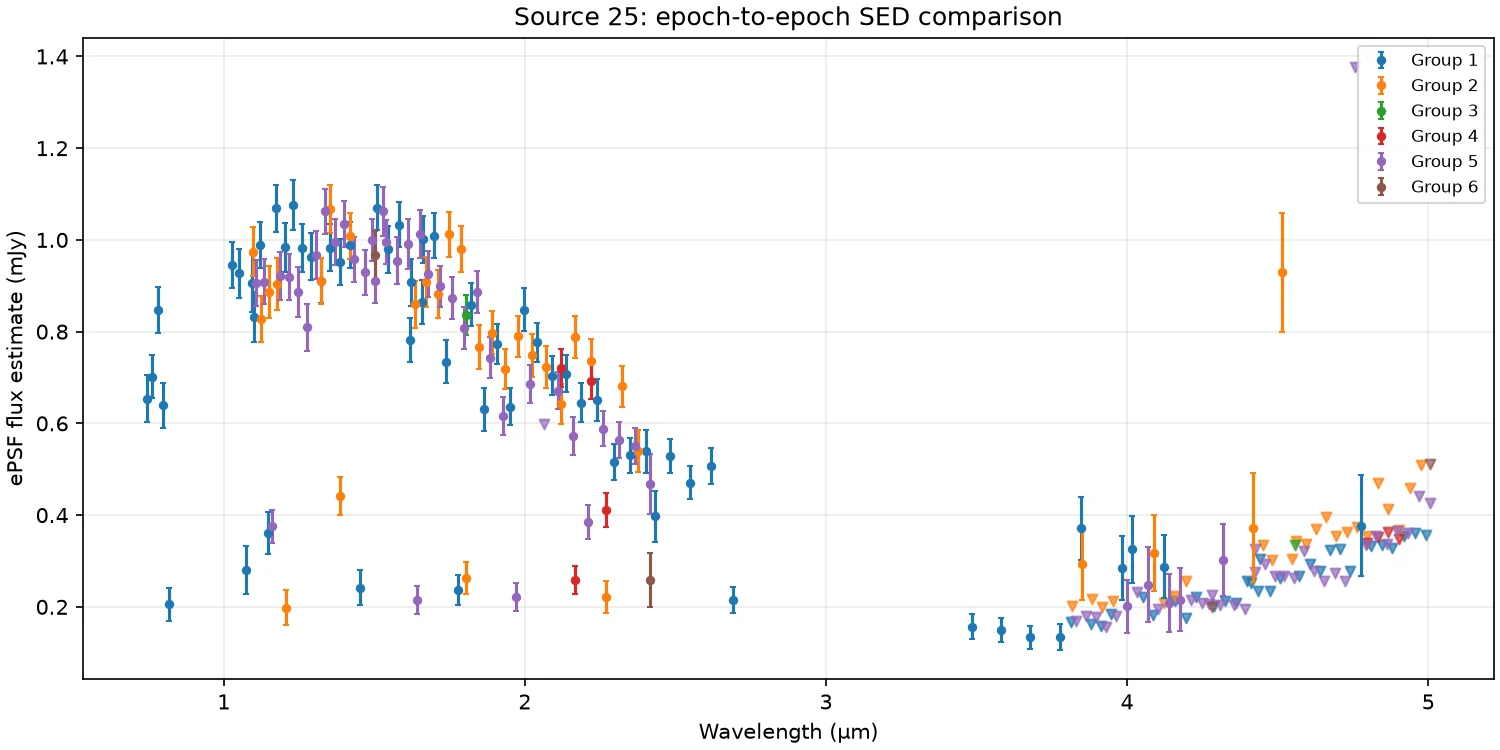 Source 25: epoch-to-epoch SED comparison
ePSF flux estimate (mJy)
1.4
1.2
1.0
0.8
0.6
0.4
0.2
Group 1
Group 2
Group 3
Group 4
Group 5
Group 6
1 2 3 4 5
Wavelength (μm)